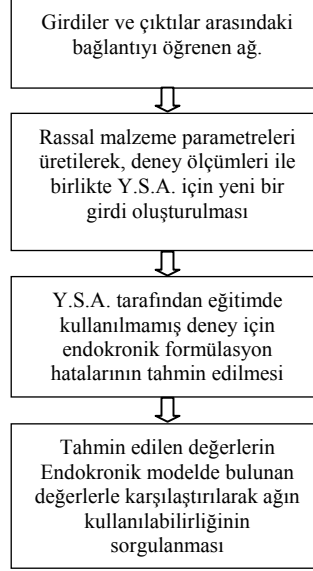 Girdiler ve çıktılar arasındaki
bağlantıyı öğrenen ağ.
Rassal malzeme parametreleri
üretilerek, deney ölçümleri ile
birlikte Y.S.A. için yeni bir
girdi oluşturulması
Y.S.A. tarafından eğitimde
kullanılmamış deney için
endokronik formülasyon
hatalarının tahmin edilmesi
Tahmin edilen değerlerin
Endokronik modelde bulunan
değerlerle karşılaştırılarak ağın
kullanılabilirliğinin
sorgulanması